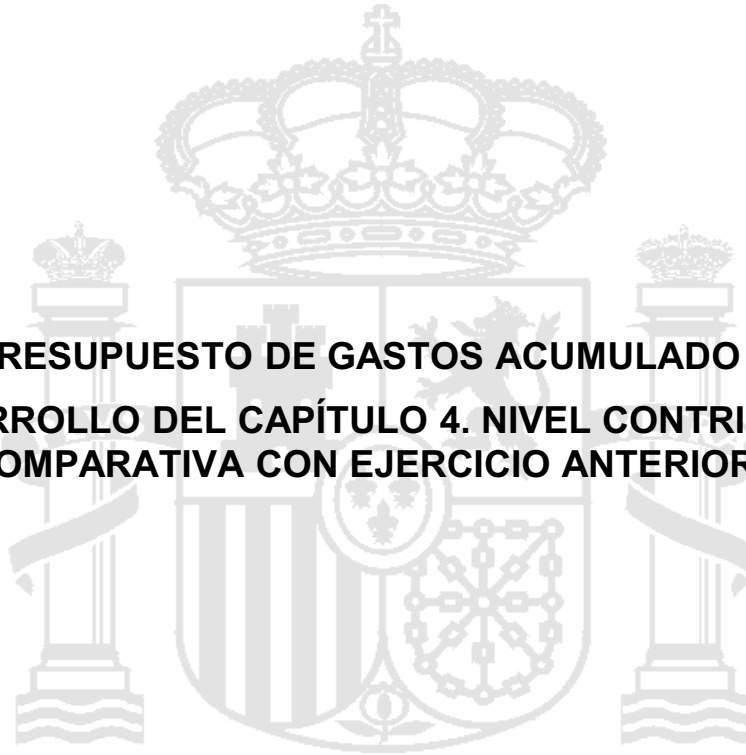 RESUPUESTO DE GASTOS ACUMULADO
RROLLO DEL CAPÍTULO 4. NIVEL CONTRI
OMPARATIVA CON EJERCICIO ANTERIOR